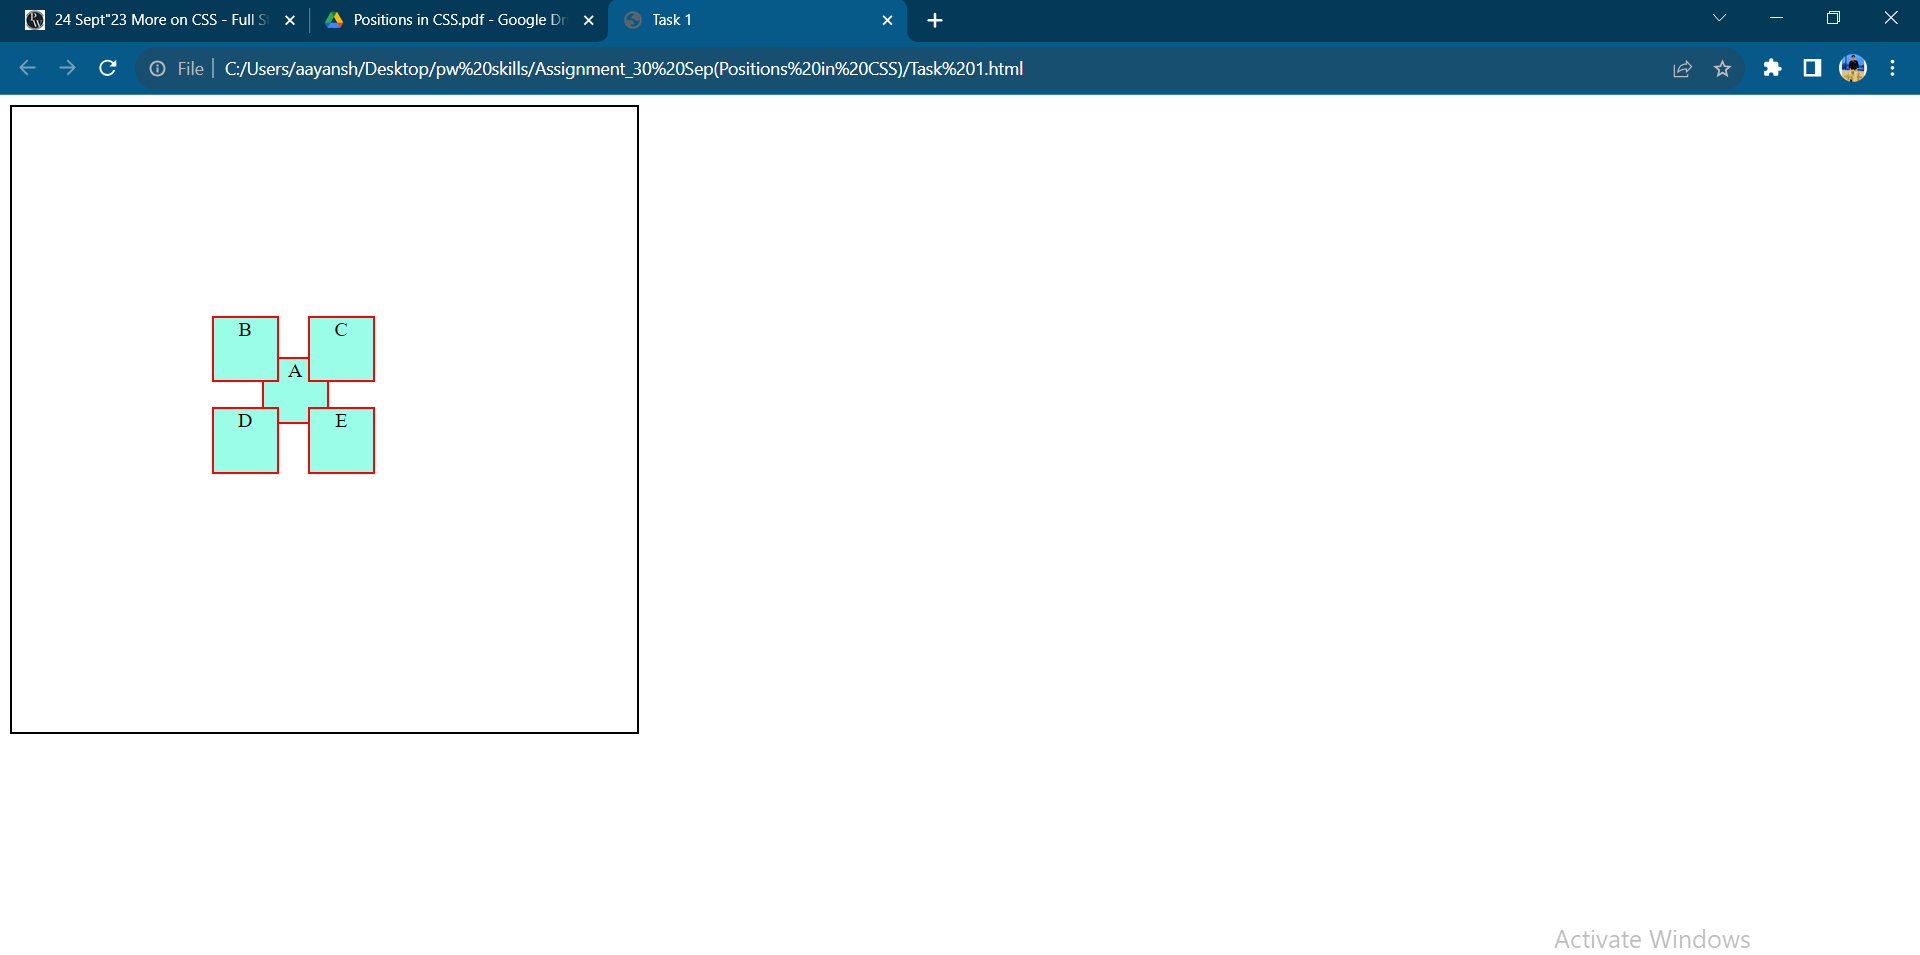 24 Sept"23 More on CSS - Full S
Positions in CSS.pdf - Google Dr
Task 1
File
C:/Users/aayansh/Desktop/pw%20skills/Assignment_30%20Sep(Positions%20in%20CSS)/Task%201.html
B C
A
D E
Activate Windows